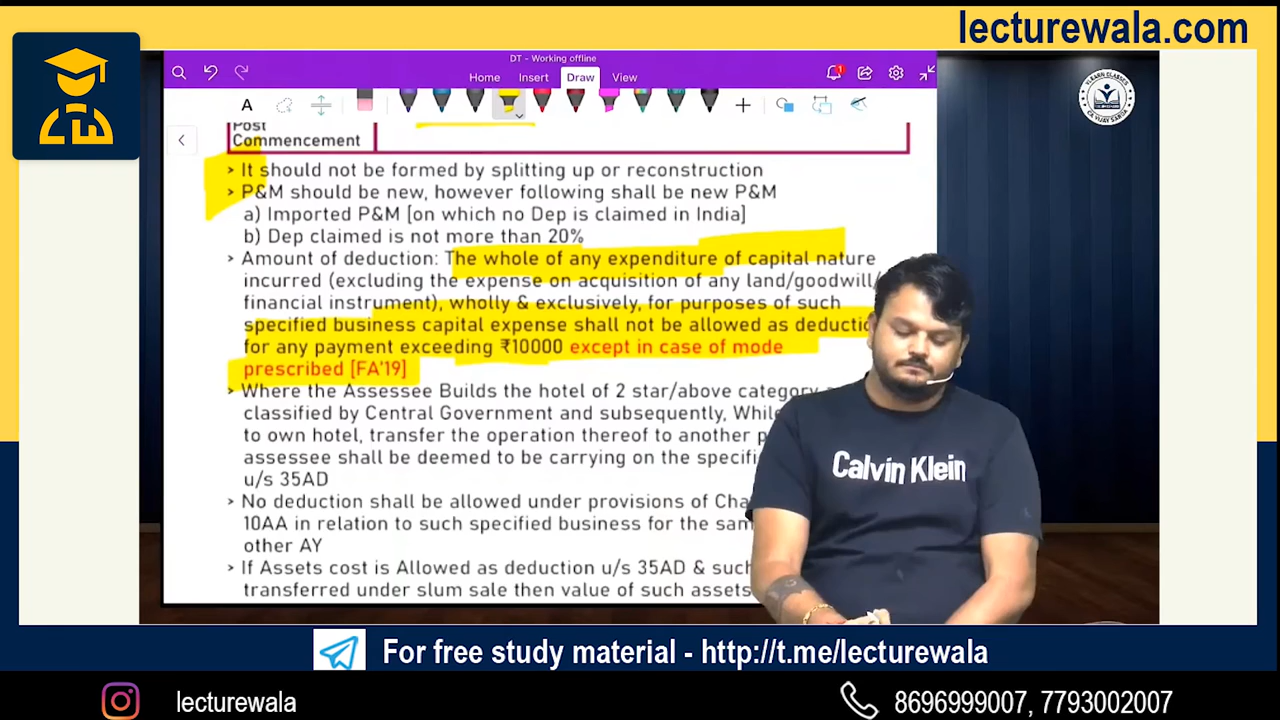 lecturewala.com
DT - Working offline
Home Insert Draw View
1
A
Post
Commencement
> It should not be formed by splitting up or reconstruction
> P&M should be new, however following shall be new P&M
a) Imported P&M [on which no Dep is claimed in India]
b) Dep claimed is not more than 20%
> Amount of deduction: The whole of any expenditure of capital nature
incurred (excluding the expense on acquisition of any land/goodwill/
financial instrument), wholly & exclusively, for purposes of such
specified business capital expense shall not be allowed as deductio
for any payment exceeding ₹10000 except in case of mode
prescribed [FA'19]
> Where the Assessee Builds the hotel of 2 star/above category
classified by Central Government and subsequently, Whil
to own hotel, transfer the operation thereof to another p
assessee shall be deemed to be carrying on the specifi
u/s 35AD
> No deduction shall be allowed under provisions of Cha
10AA in relation to such specified business for the sam
other AY
> If Assets cost is Allowed as deduction u/s 35AD & such
transferred under slum sale then value of such assets
Calvin Klein
CA VIJAY SARDA
For free study material - http://t.me/lecturewala
lecturewala
8696999007, 7793002007